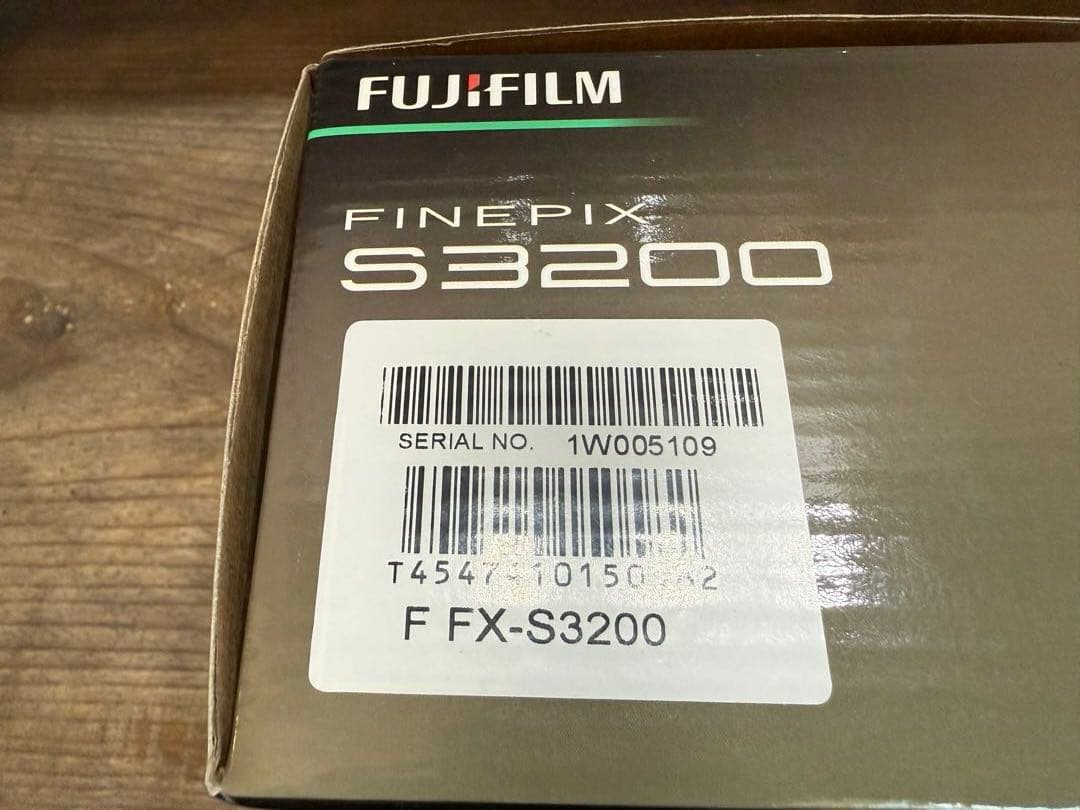 FUJIFILM
FINEPIX
S3200
SERIAL NO. 1W005109
F FX-S3200